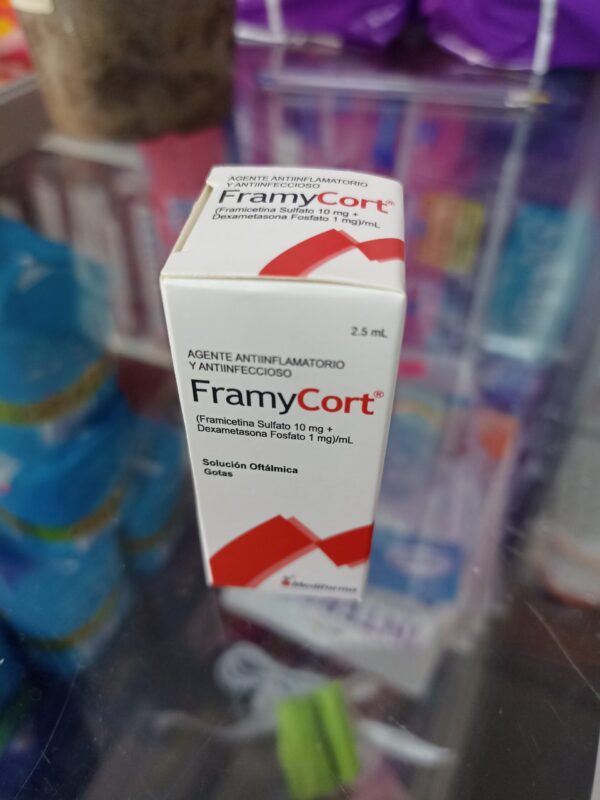 AGENTE ANTIINFLAMATORIO
Y ANTIINFECCIOSO
FramyCort®
(Framicetina Sulfato 10 mg +
Dexametasona Fosfato 1 mg)/mL
2.5 mL
AGENTE ANTIINFLAMATORIO
Y ANTIINFECCIOSO
FramyCort®
(Framicetina Sulfato 10 mg +
Dexametasona Fosfato 1 mg)/mL
Solución Oftálmica
Gotas
Medifarma